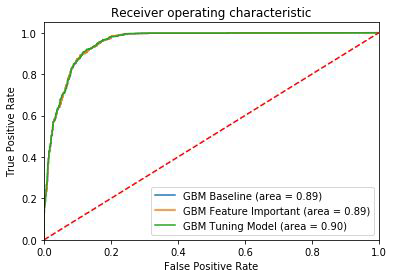 Receiver operating characteristic
True Positive Rate
1.0
0.8
0.6
0.4
0.2
0.0
GBM Baseline (area = 0.89)
GBM Feature Important (area = 0.89)
GBM Tuning Model (area = 0.90)
0.0 0.2 0.4 0.6 0.8 1.0
False Positive Rate